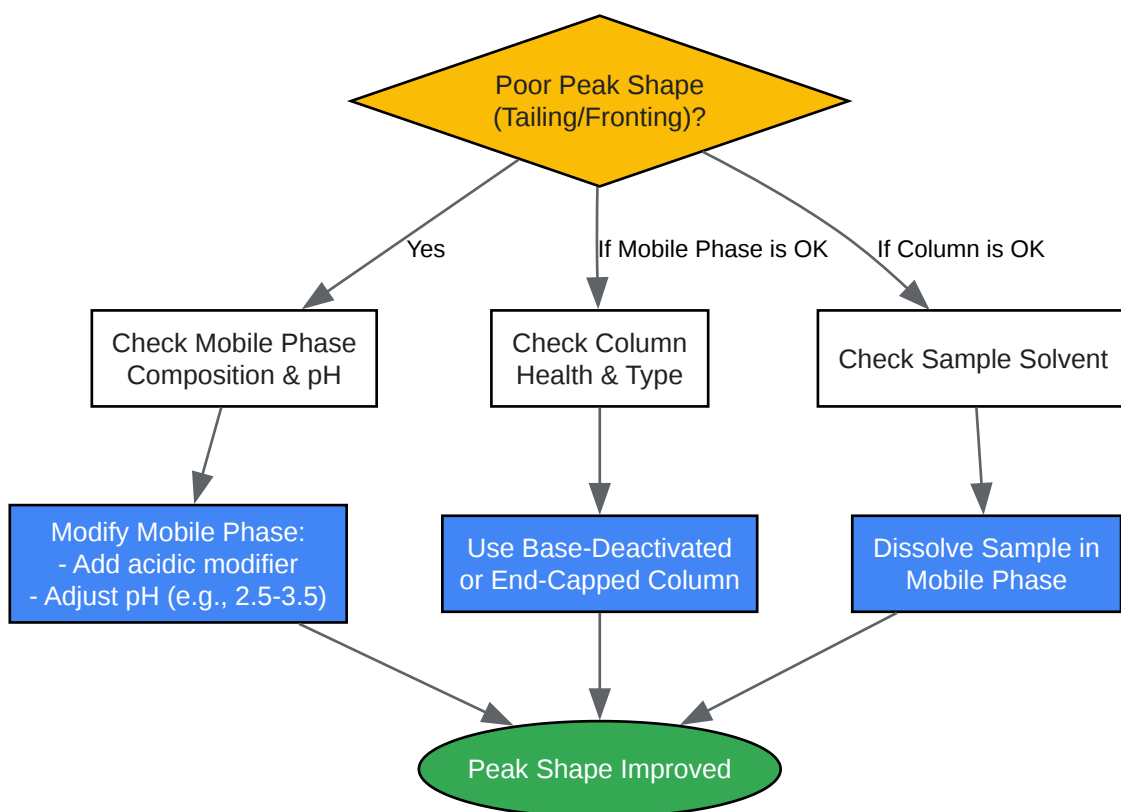 Poor Peak Shape
(Tailing/Fronting)?
Yes
If Mobile Phase is OK
If Column is OK
Check Mobile Phase
Composition & pH
Check Column
Health & Type
Check Sample Solvent
Modify Mobile Phase:
- Add acidic modifier
- Adjust pH (e.g., 2.5-3.5)
Use Base-Deactivated
or End-Capped Column
Dissolve Sample in
Mobile Phase
Peak Shape Improved